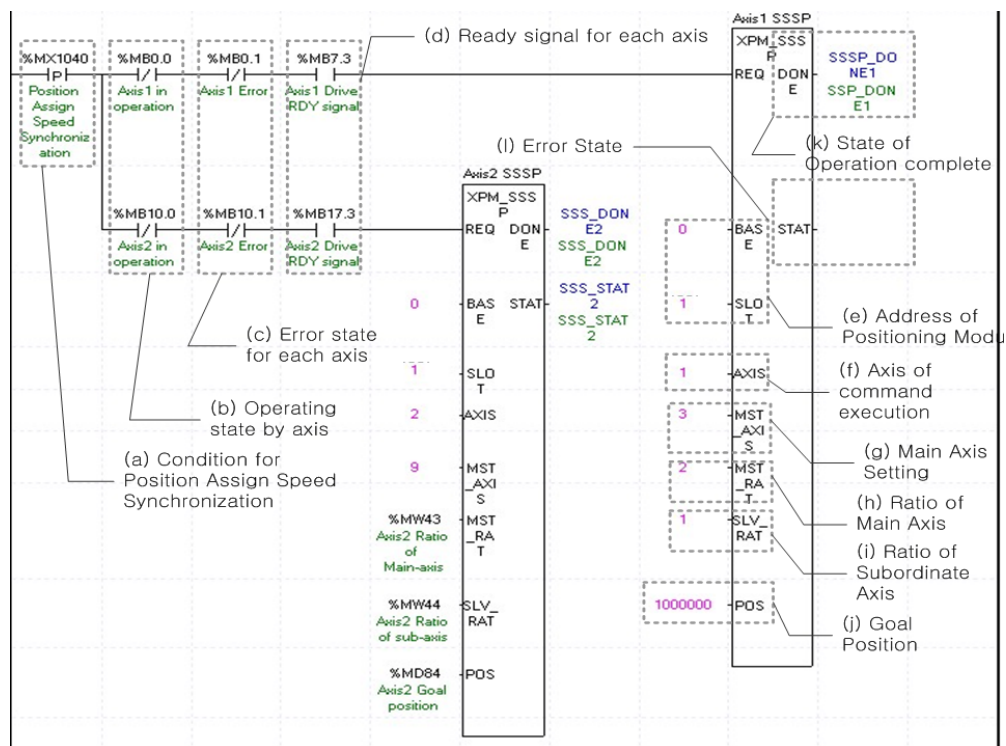 Axis1 SSSP
(d) Ready signal for each axis
%MX1040
%MB0.0
%MB0.1
%MB7.3
XPM_SSS
P
SSSP_DO
NE1
P
REQ
DON
E
Position
Assign
Speed
Synchroniz
ation
Axis1 in
operation
Axis1 Error
Axis1 Drive
RDY signal
SSP_DON
E1
(l) Error State
(k) State of
Operation complete
Axis2 SSSP
XPM_SSS
P
%MB10.0
%MB10.1
%MB17.3
SSS_DON
E2
REQ
DON
E
0
BAS
E
STAT
Axis2 in
operation
Axis2 Error
Axis2 Drive
RDY signal
SSS_DON
E2
SSS_STAT
2
0
BAS
E
STAT
SSS_STAT
2
1
SLO
T
(c) Error state
for each axis
(e) Address of
Positioning Modu
1
SLO
T
1
AXIS
(f) Axis of
command
execution
(b) Operating
state by axis
2
AXIS
3
MST
_AXI
S
(g) Main Axis
Setting
(a) Condition for
Position Assign Speed
Synchronization
9
MST
_AXI
S
2
MST
_RA
T
(h) Ratio of
Main Axis
%MW43
Axis2 Ratio
of
Main-axis
MST
_RA
T
1
SLV_
RAT
(i) Ratio of
Subordinate
Axis
%MW44
Axis2 Ratio
of sub-axis
SLV_
RAT
1000000
POS
(j) Goal
Position
%MD84
Axis2 Goal
position
POS